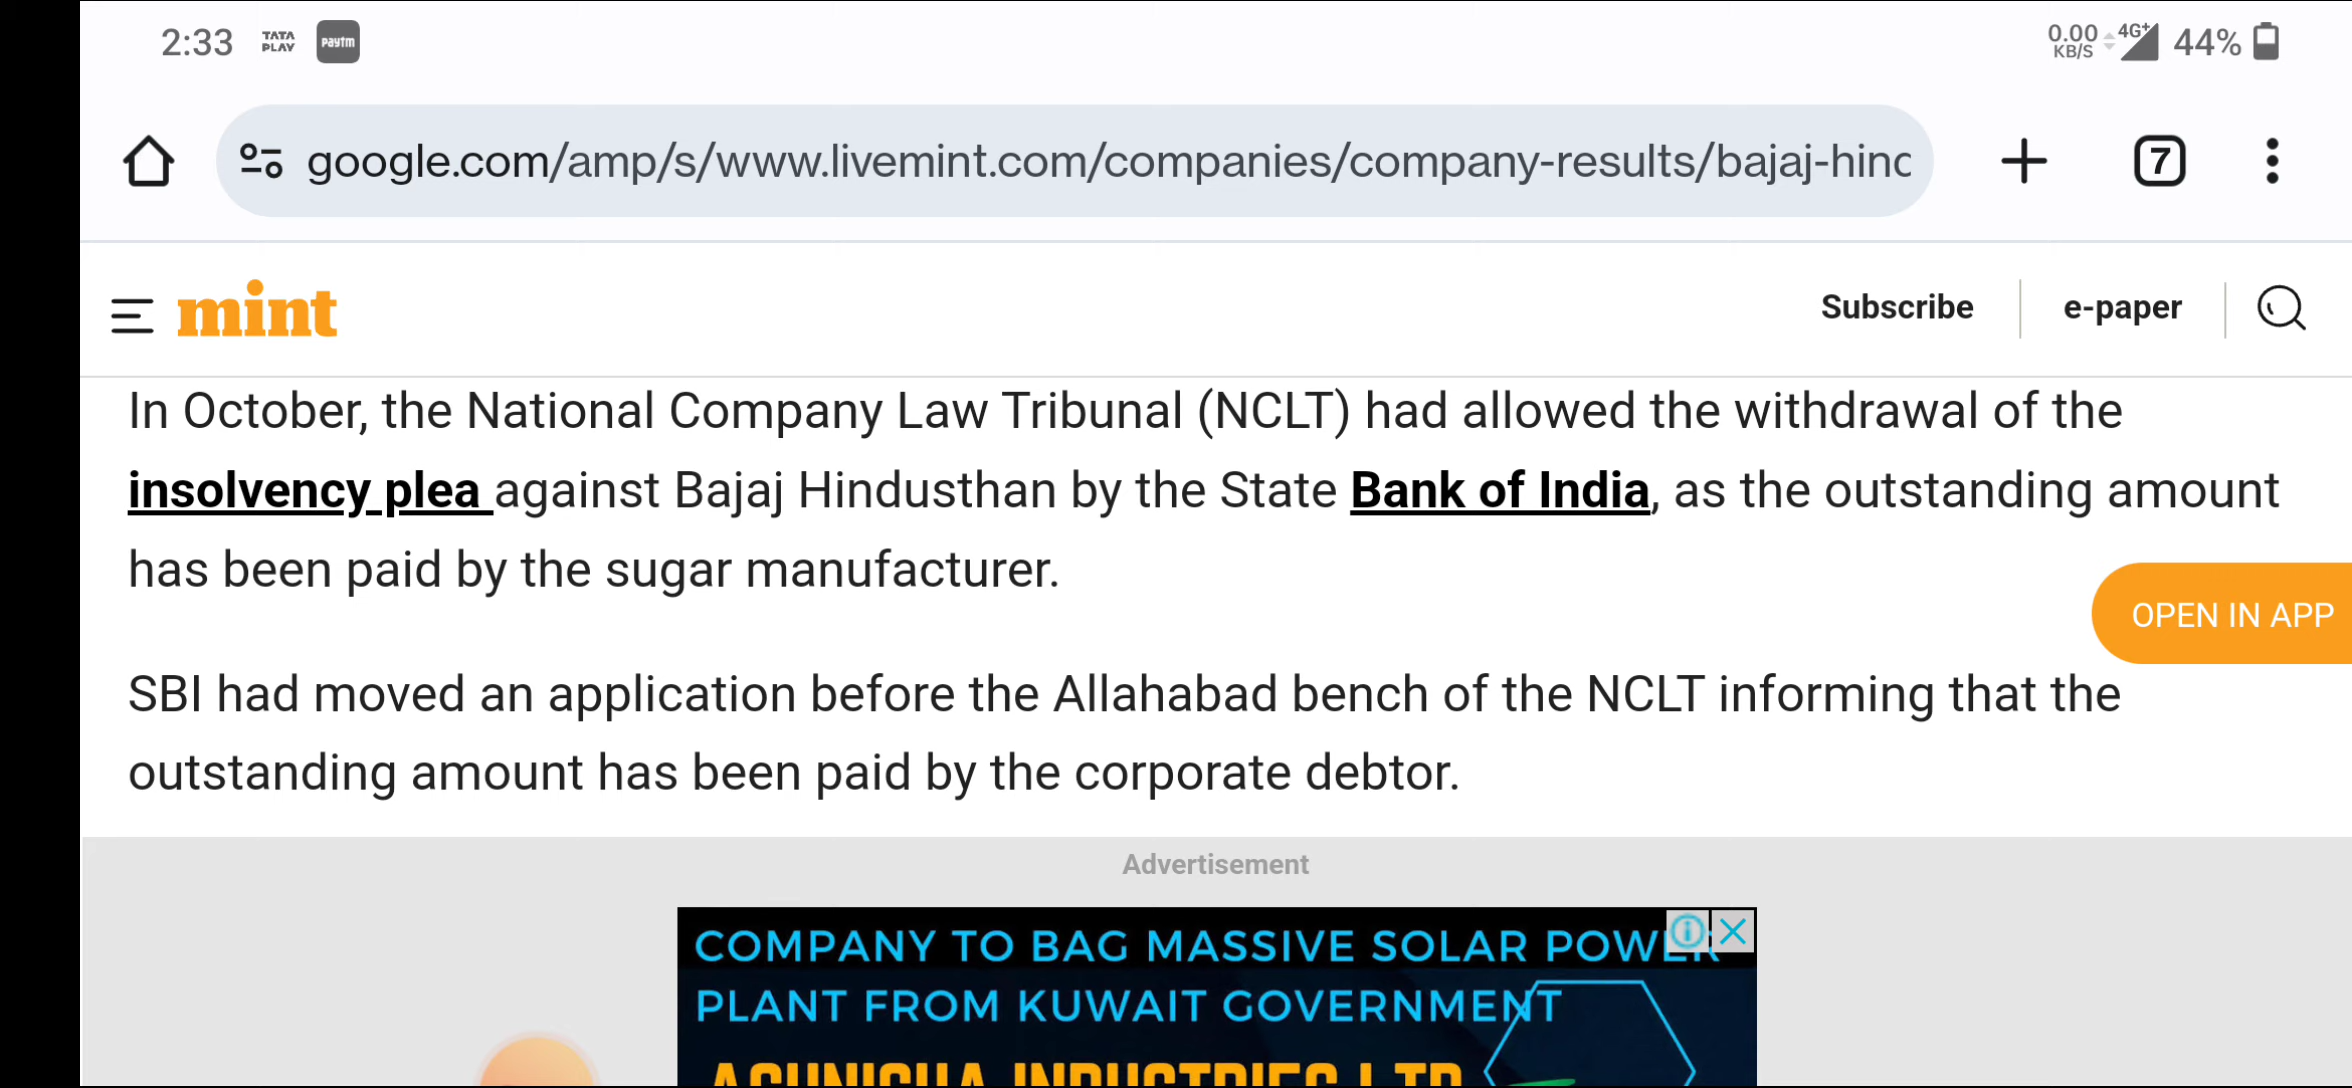 2:33 TATA PLAY Paytm 0.00 KB/S 4G+ 44%
google.com/amp/s/www.livemint.com/companies/company-results/bajaj-hind 7
mint Subscribe e-paper
In October, the National Company Law Tribunal (NCLT) had allowed the withdrawal of the
insolvency plea against Bajaj Hindusthan by the State Bank of India, as the outstanding amount
has been paid by the sugar manufacturer.
OPEN IN APP
SBI had moved an application before the Allahabad bench of the NCLT informing that the
outstanding amount has been paid by the corporate debtor.
Advertisement
COMPANY TO BAG MASSIVE SOLAR POWER
PLANT FROM KUWAIT GOVERNMENT
INDUSTRIES LTD